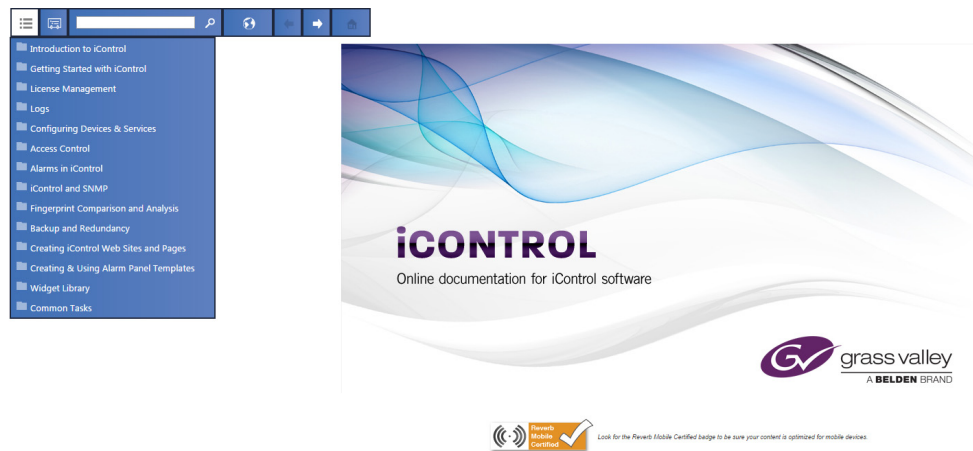 Introduction to iControl
Getting Started with iControl
License Management
Logs
Configuring Devices & Services
Access Control
Alarms in iControl
iControl and SNMP
Fingerprint Comparison and Analysis
Backup and Redundancy
Creating iControl Web Sites and Pages
Creating & Using Alarm Panel Templates
Widget Library
Common Tasks
iCONTROL
Online documentation for iControl software
GV grass valley
A BELDEN BRAND
Reverb
Mobile
Certified
Look for the Reverb Mobile Certified badge to be sure your content is optimized for mobile devices.